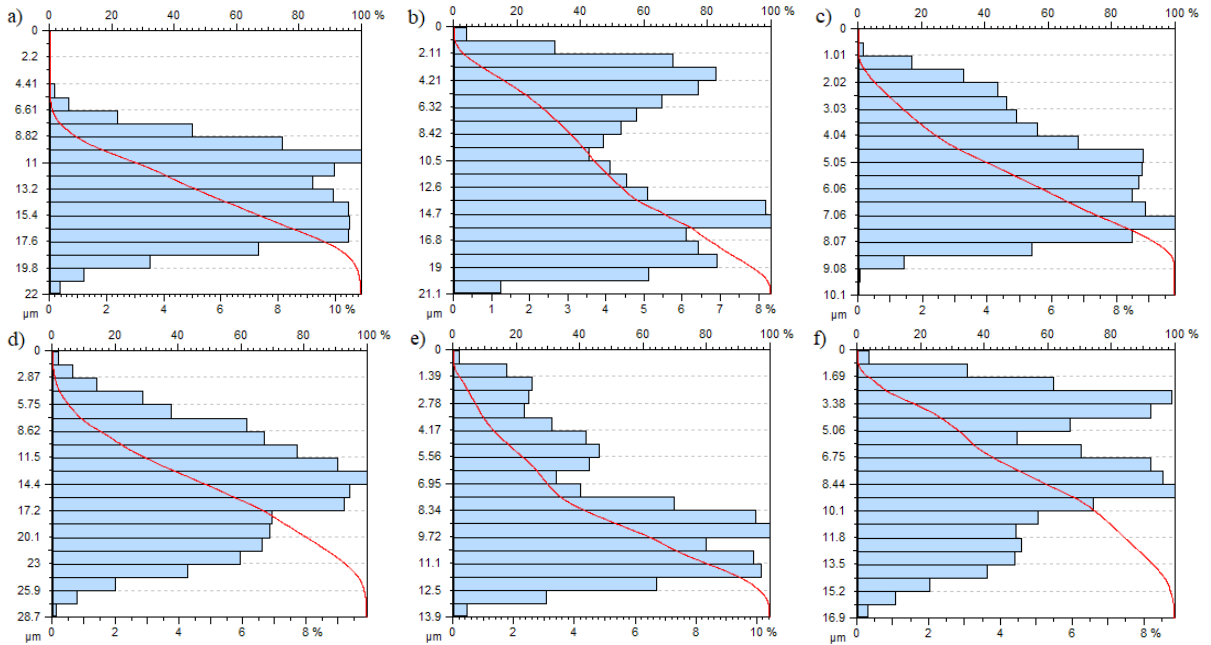 a)
0 20 40 60 80 100 %
0
2.2
4.41
6.61
8.82
11
13.2
15.4
17.6
19.8
22
µm
0 2 4 6 8 10 %
b)
0 20 40 60 80 100 %
0
2.11
4.21
6.32
8.42
10.5
12.6
14.7
16.8
19
21.1
µm
0 1 2 3 4 5 6 7 8 %
c)
0 20 40 60 80 100 %
0
1.01
2.02
3.03
4.04
5.05
6.06
7.06
8.07
9.08
10.1
µm
0 2 4 6 8 %
d)
0 20 40 60 80 100 %
0
2.87
5.75
8.62
11.5
14.4
17.2
20.1
23
25.9
28.7
µm
0 2 4 6 8 %
e)
0 20 40 60 80 100 %
0
1.39
2.78
4.17
5.56
6.95
8.34
9.72
11.1
12.5
13.9
µm
0 2 4 6 8 10 %
f)
0 20 40 60 80 100 %
0
1.69
3.38
5.06
6.75
8.44
10.1
11.8
13.5
15.2
16.9
µm
0 2 4 6 8 %